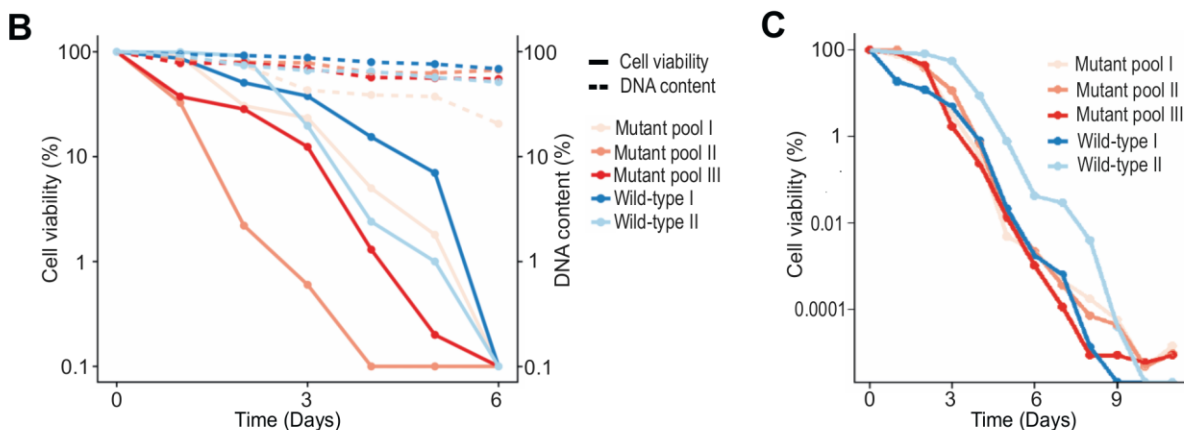 B
Cell viability (%)
100
10
1
0.1
0
3
6
Time (Days)
100
10
1
0.1
DNA content (%)
Cell viability
DNA content
Mutant pool I
Mutant pool II
Mutant pool III
Wild-type I
Wild-type II
C
Cell viability (%)
100
1
0.01
0.0001
0
3
6
9
Time (Days)
Mutant pool I
Mutant pool II
Mutant pool III
Wild-type I
Wild-type II